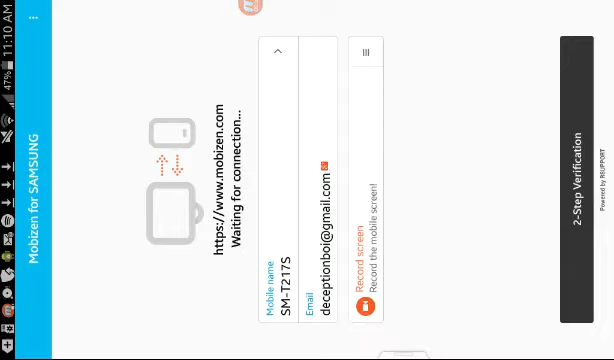 47% 11:10 AM
Mobizen for SAMSUNG
https://www.mobizen.com
Waiting for connection...
Mobile name
SM-T217S
Email
deceptionboi@gmail.com
Record screen
Record the mobile screen!
2-Step Verification
Powered by RSUPPORT